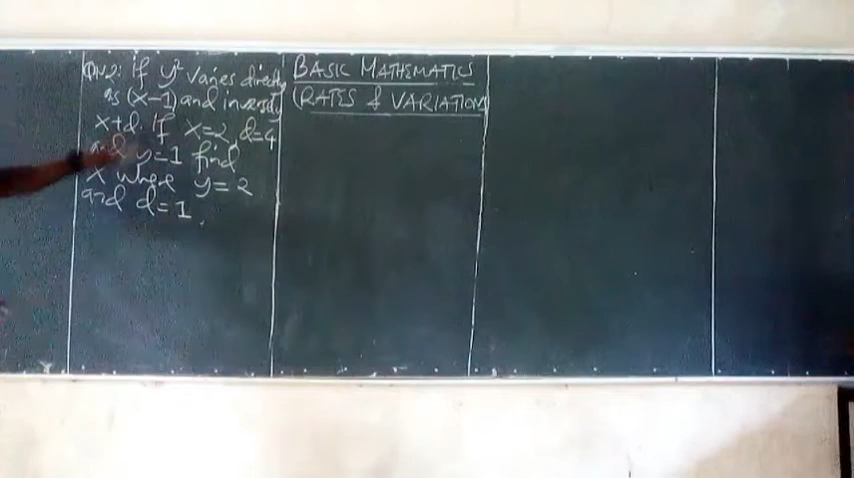 QN2: If y² varies directly
as (x-1) and inversely
x+d. If x=2, d=4
and y=1 find
x where y=2
and d=1.
BASIC MATHEMATICS
(RATES & VARIATION